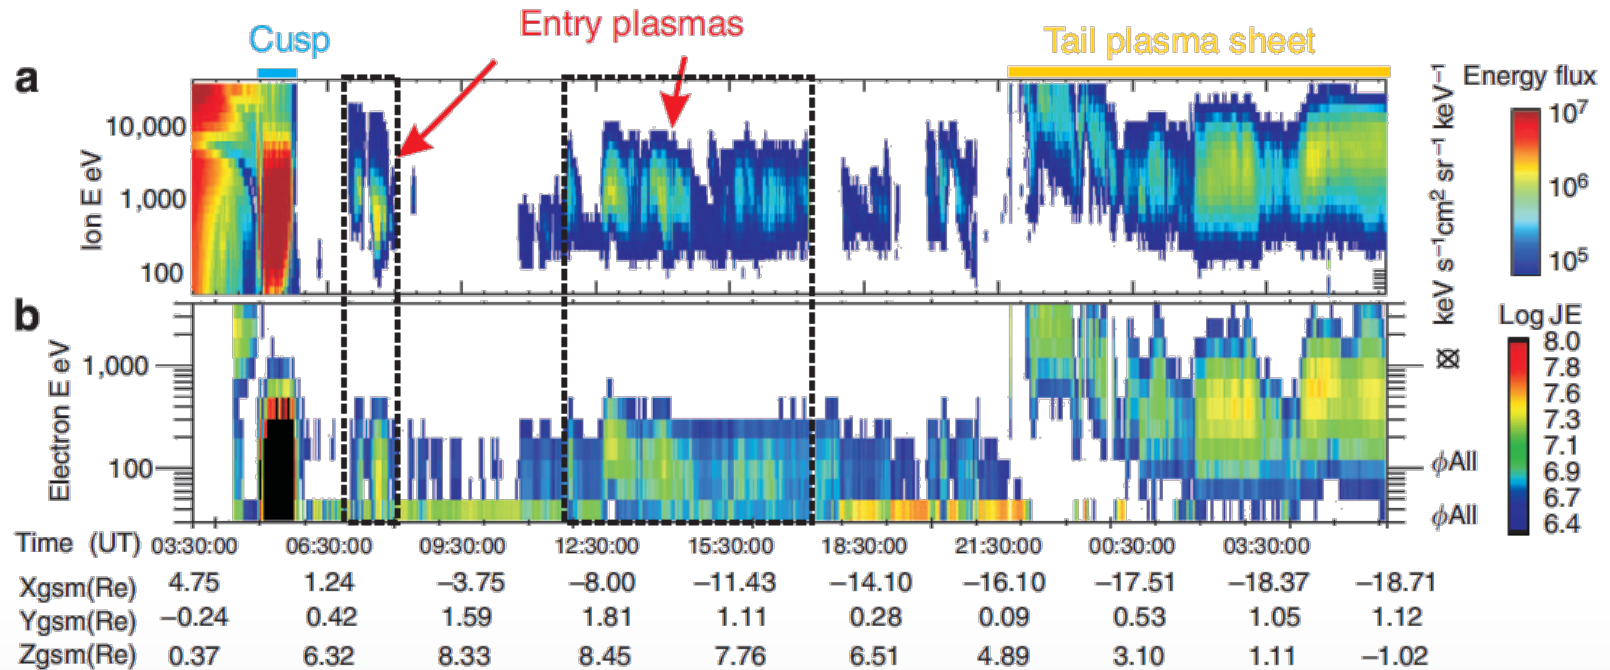 Entry plasmas
Cusp
Tail plasma sheet
a
Ion E eV
10,000
1,000
100
keV s⁻¹cm² sr⁻¹ keV⁻¹
Energy flux
10⁷
10⁶
10⁵
b
Electron E eV
1,000
100
φAll
φAll
Log JE
8.0
7.8
7.6
7.3
7.1
6.9
6.7
6.4
Time (UT) 03:30:00 06:30:00 09:30:00 12:30:00 15:30:00 18:30:00 21:30:00 00:30:00 03:30:00
Xgsm(Re) 4.75 1.24 −3.75 −8.00 −11.43 −14.10 −16.10 −17.51 −18.37 −18.71
Ygsm(Re) −0.24 0.42 1.59 1.81 1.11 0.28 0.09 0.53 1.05 1.12
Zgsm(Re) 0.37 6.32 8.33 8.45 7.76 6.51 4.89 3.10 1.11 −1.02